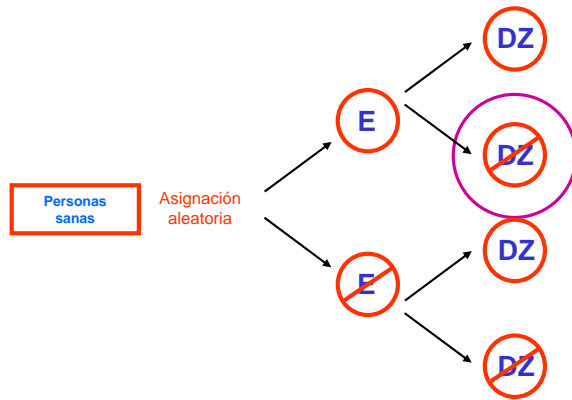 Personas
sanas
Asignación
aleatoria
E
E
DZ
DZ
DZ
DZ